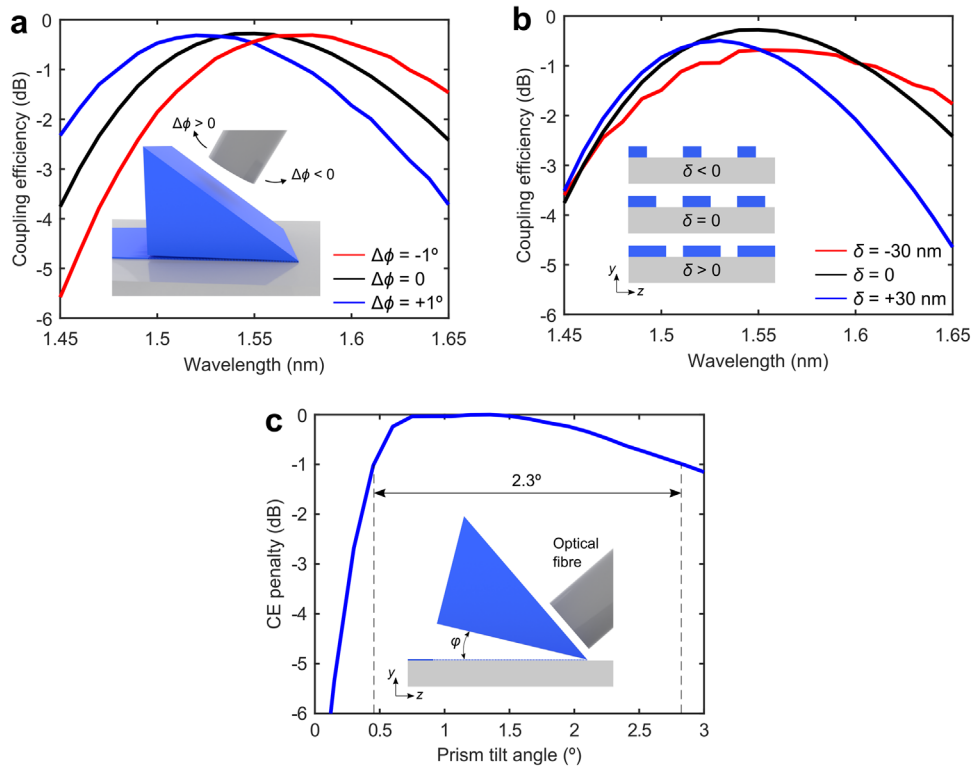 a
0
-1
-2
-3
-4
-5
-6
Coupling efficiency (dB)
Δϕ > 0
Δϕ < 0
Δϕ = -1º
Δϕ = 0
Δϕ = +1º
1.45
1.5
1.55
1.6
1.65
Wavelength (nm)
b
0
-1
-2
-3
-4
-5
-6
Coupling efficiency (dB)
δ < 0
δ = 0
δ > 0
y
z
δ = -30 nm
δ = 0
δ = +30 nm
1.45
1.5
1.55
1.6
1.65
Wavelength (nm)
c
0
-1
-2
-3
-4
-5
-6
CE penalty (dB)
2.3º
Optical
fibre
φ
y
z
0
0.5
1
1.5
2
2.5
3
Prism tilt angle (º)